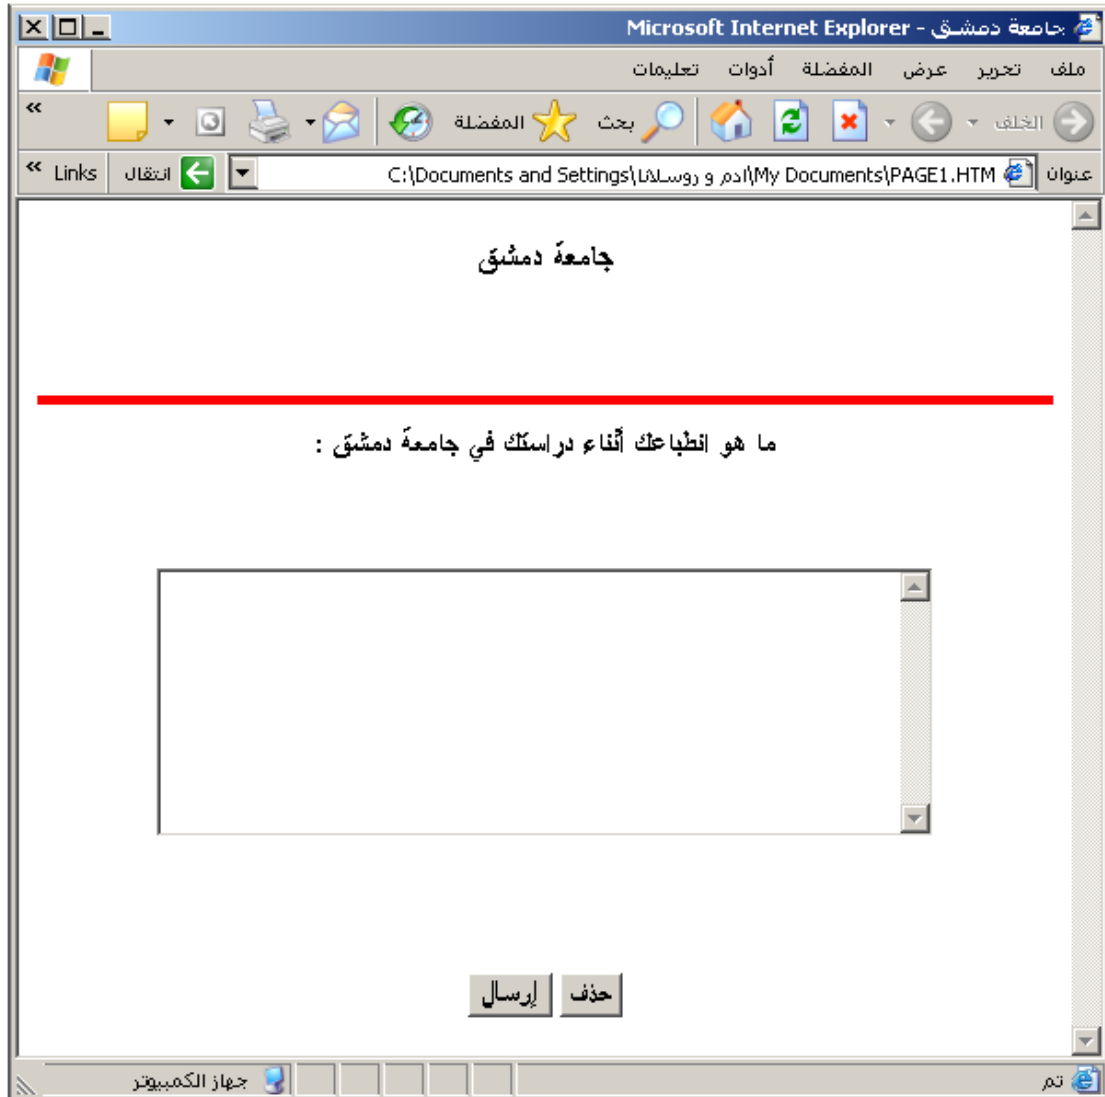 جامعة دمشـق - Microsoft Internet Explorer
ملف تحرير عرض المفضلة أدوات تعليمات
الخلف بحث المفضلة »
عنوان C:\Documents and Settings\ادم و روسـلانا\My Documents\PAGE1.HTM انتقال Links »
جامعة دمشق
ما هو انطباعك أثناء دراستك في جامعة دمشق :
حذف إرسال
تم جهاز الكمبيوتر